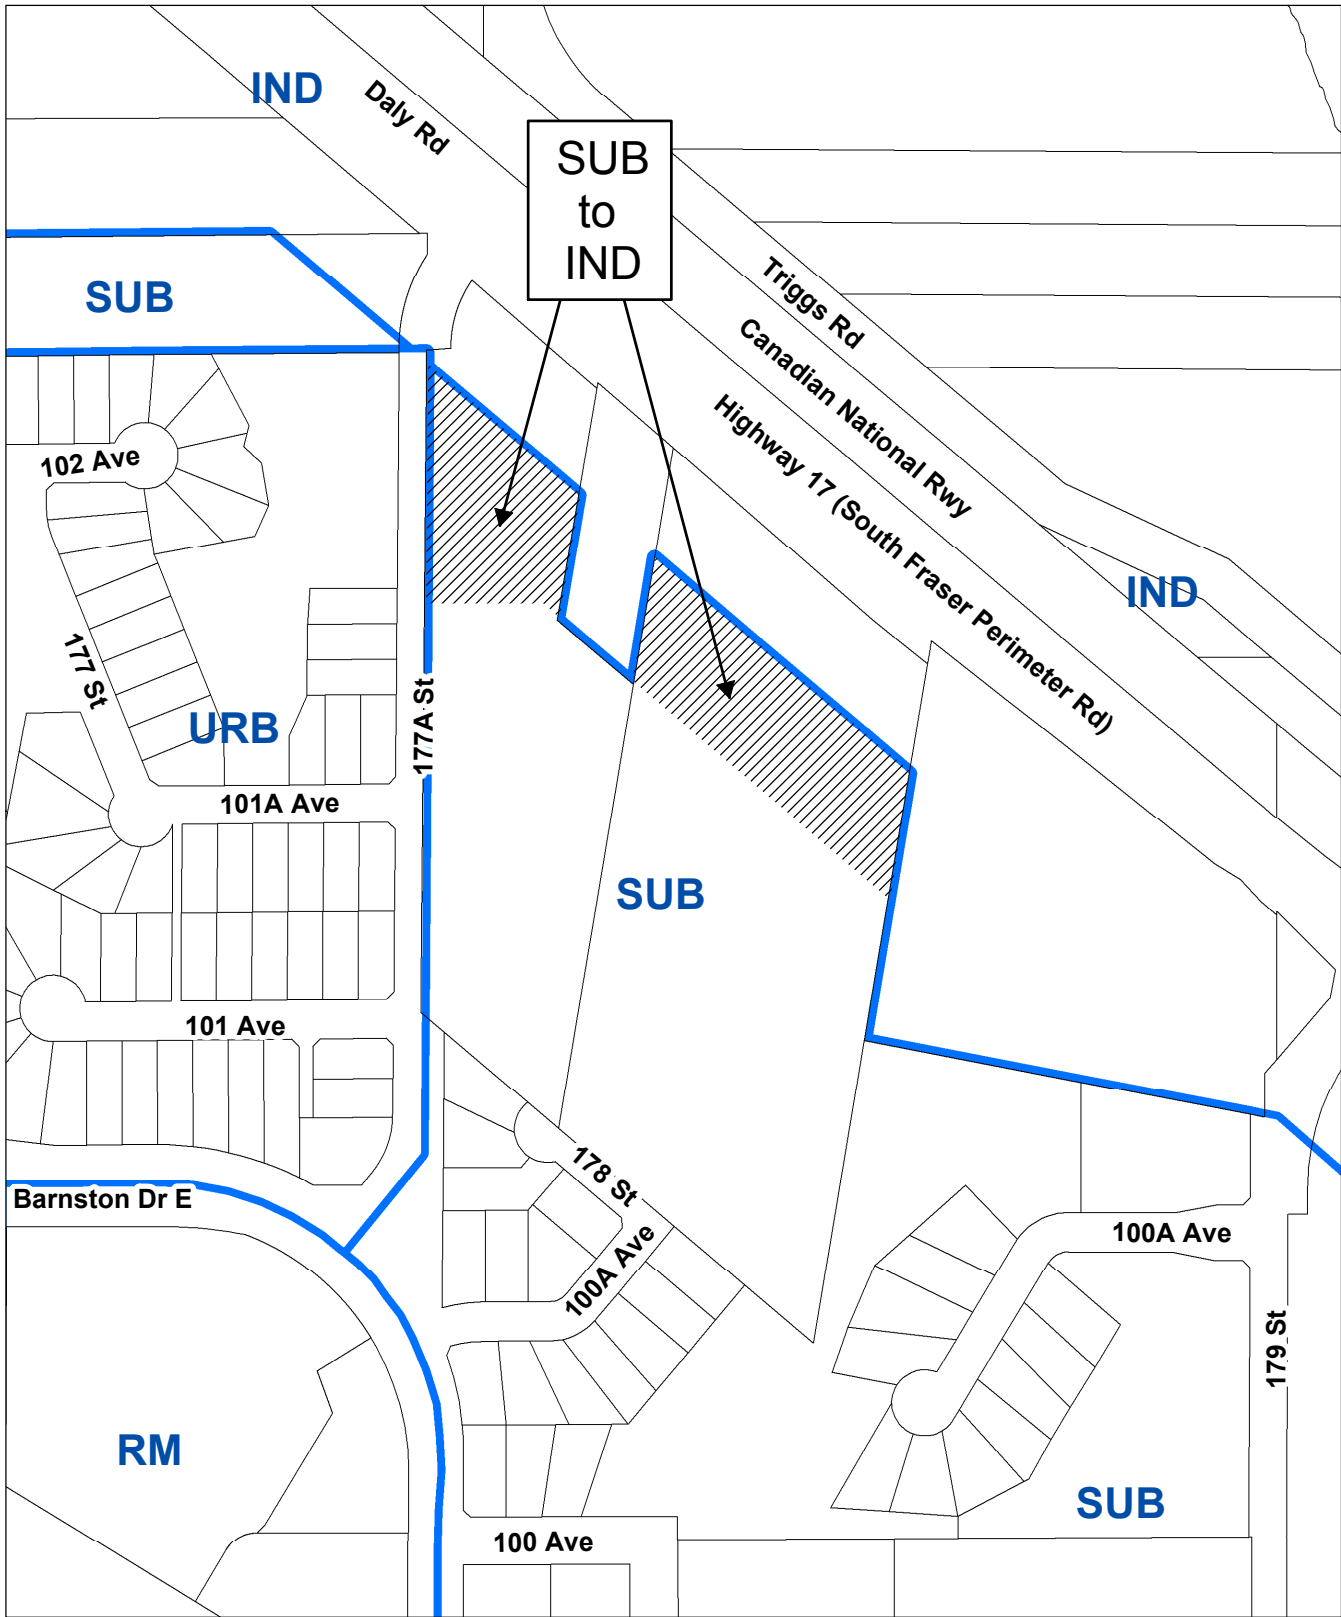 IND
Daly Rd
SUB
to
IND
SUB
Triggs Rd
Canadian National Rwy
Highway 17 (South Fraser Perimeter Rd)
102 Ave
IND
177 St
177A St
URB
101A Ave
SUB
101 Ave
178 St
Barnston Dr E
100A Ave
100A Ave
179 St
RM
SUB
100 Ave